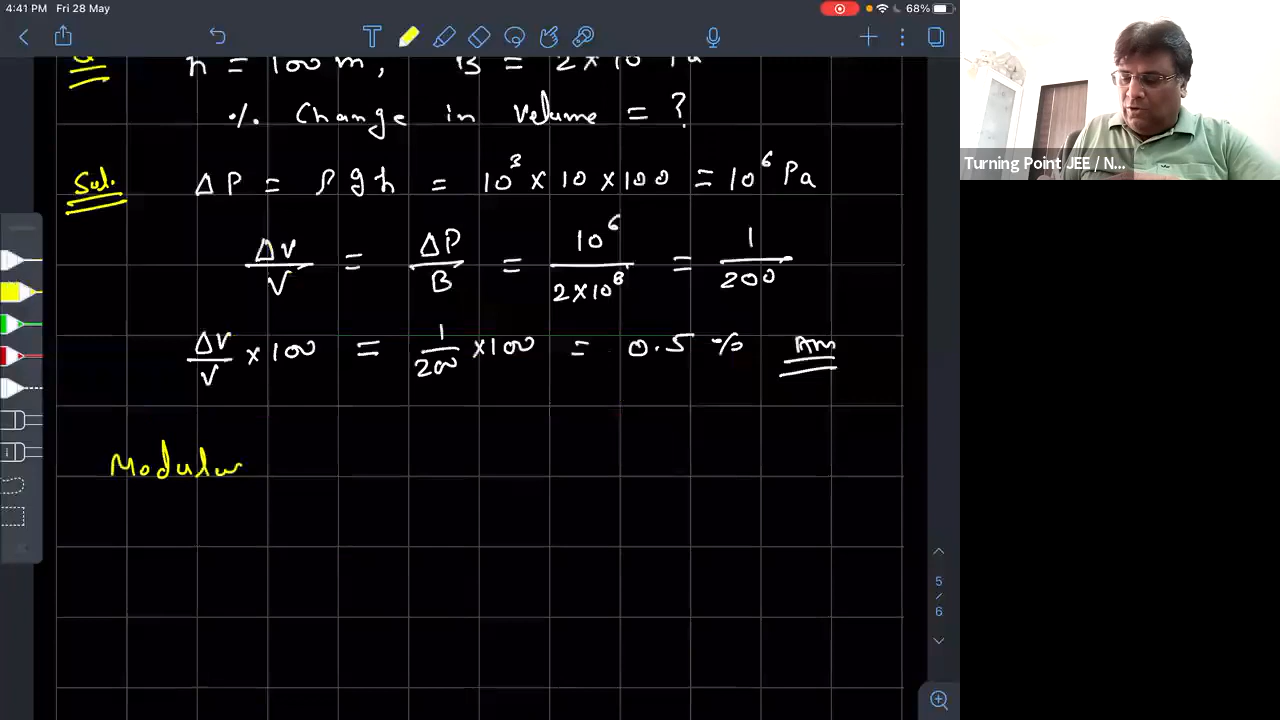 4:41 PM Fri 28 May
68%
h = 100 m, B = 2 × 10 Pa
% Change in Volume = ?
Sol. ΔP = ρgh = 10³ × 10 × 100 = 10⁶ Pa
ΔV/V = ΔP/B = 10⁶/2×10⁸ = 1/200
ΔV/V × 100 = 1/200 × 100 = 0.5 % Ans
Modulus
5
/
6
Turning Point JEE / N...